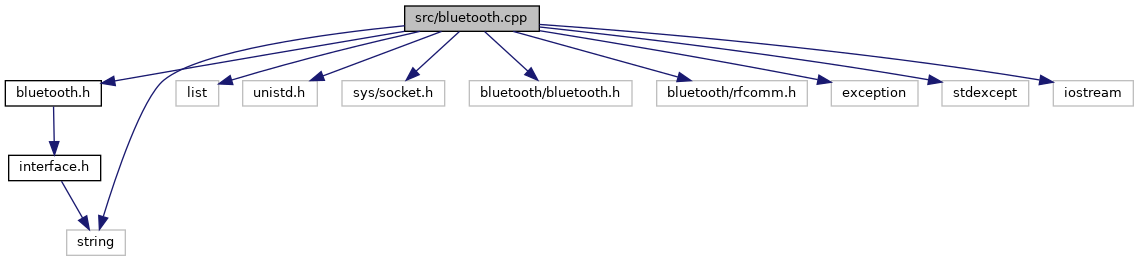 src/bluetooth.cpp
bluetooth.h
list
unistd.h
sys/socket.h
bluetooth/bluetooth.h
bluetooth/rfcomm.h
exception
stdexcept
iostream
interface.h
string